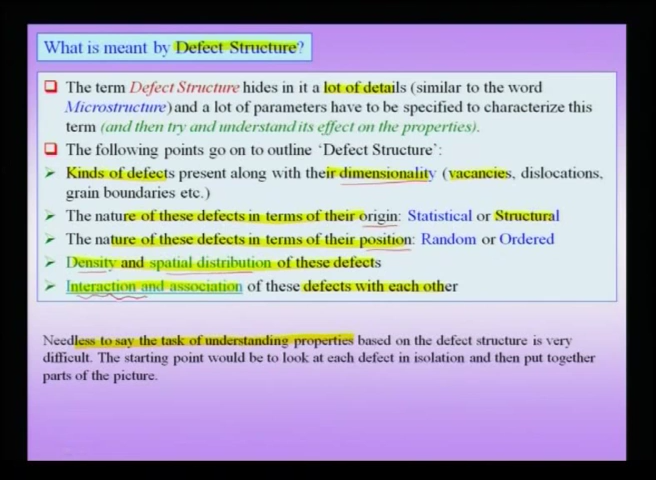 What is meant by Defect Structure?
The term Defect Structure hides in it a lot of details (similar to the word
Microstructure) and a lot of parameters have to be specified to characterize this
term (and then try and understand its effect on the properties).
The following points go on to outline ‘Defect Structure’:
Kinds of defects present along with their dimensionality (vacancies, dislocations,
grain boundaries etc.)
The nature of these defects in terms of their origin: Statistical or Structural
The nature of these defects in terms of their position: Random or Ordered
Density and spatial distribution of these defects
Interaction and association of these defects with each other
Needless to say the task of understanding properties based on the defect structure is very
difficult. The starting point would be to look at each defect in isolation and then put together
parts of the picture.